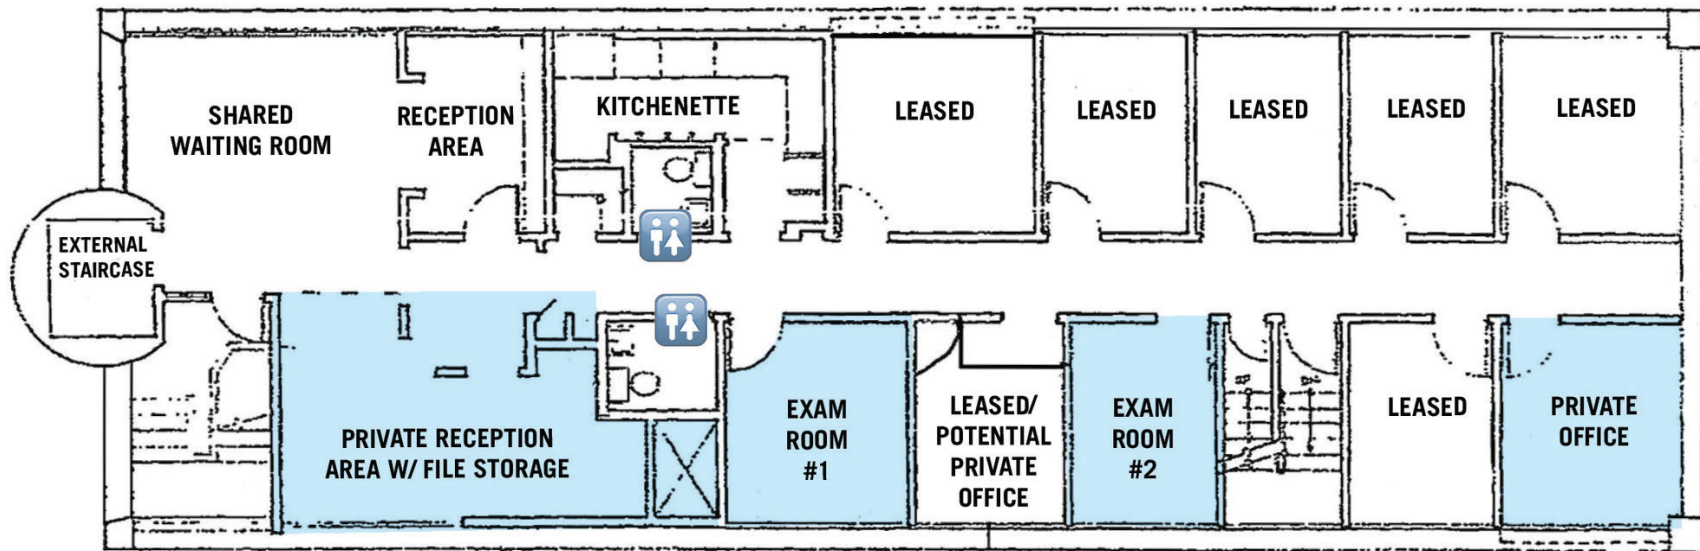 SHARED
WAITING ROOM
RECEPTION
AREA
KITCHENETTE
LEASED
LEASED
LEASED
LEASED
LEASED
EXTERNAL
STAIRCASE
PRIVATE RECEPTION
AREA W/ FILE STORAGE
EXAM
ROOM
#1
LEASED/
POTENTIAL
PRIVATE
OFFICE
EXAM
ROOM
#2
LEASED
PRIVATE
OFFICE